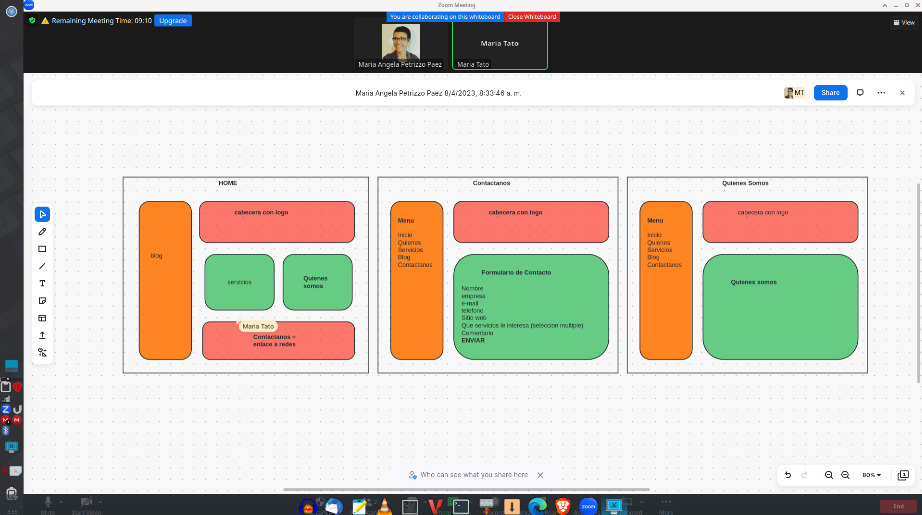 Zoom Meeting
You are collaborating on this whiteboard Close Whiteboard
Remaining Meeting Time: 09:10 Upgrade
View
Maria Tato
Maria Angela Petrizzo Paez
Maria Tato
Maria Angela Petrizzo Paez 8/4/2023, 8:33:46 a. m.
MT
Share
HOME
blog
cabecera con logo
servicios
Quienes
somos
Maria Tato
Contactanos +
enlace a redes
Contactanos
Menu
Inicio
Quienes
Servicios
Blog
Contactanos
cabecera con logo
Formulario de Contacto
Nombre
empresa
e-mail
telefono
Sitio web
Que servicios le interesa (seleccion multiple)
Comentario
ENVIAR
Quienes Somos
Menu
Inicio
Quienes
Servicios
Blog
Contactanos
cabecera con logo
Quienes somos
Who can see what you share here
80%
1
Start Video
zoom
End